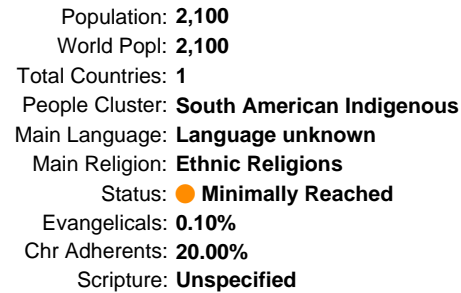 Population: 2,100
World Popl: 2,100
Total Countries: 1
People Cluster: South American Indigenous
Main Language: Language unknown
Main Religion: Ethnic Religions
Status: Minimally Reached
Evangelicals: 0.10%
Chr Adherents: 20.00%
Scripture: Unspecified